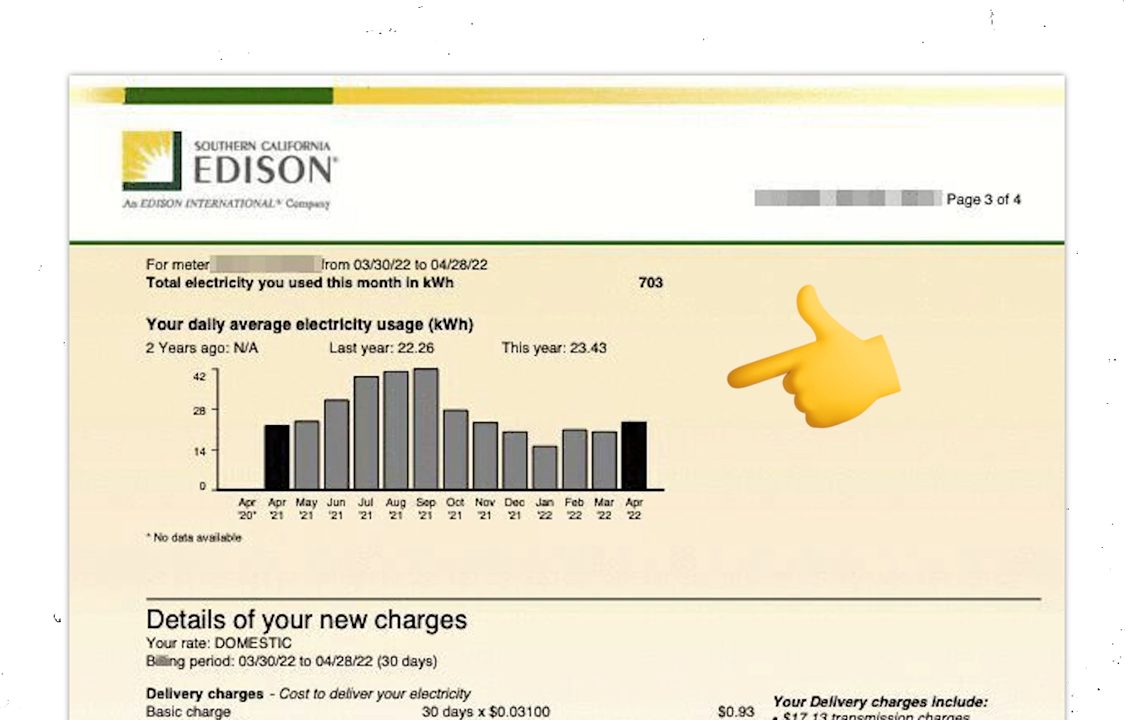 SOUTHERN CALIFORNIA
EDISON®
An EDISON INTERNATIONAL® Company
Page 3 of 4
For meter from 03/30/22 to 04/28/22
Total electricity you used this month in kWh 703
Your daily average electricity usage (kWh)
2 Years ago: N/A Last year: 22.26 This year: 23.43
42
28
14
0
Apr Apr May Jun Jul Aug Sep Oct Nov Dec Jan Feb Mar Apr
'20* '21 '21 '21 '21 '21 '21 '21 '21 '21 '22 '22 '22 '22
* No data available
Details of your new charges
Your rate: DOMESTIC
Billing period: 03/30/22 to 04/28/22 (30 days)
Delivery charges - Cost to deliver your electricity
Basic charge 30 days x $0.03100 $0.93
Your Delivery charges include:
• $17.13 transmission charges